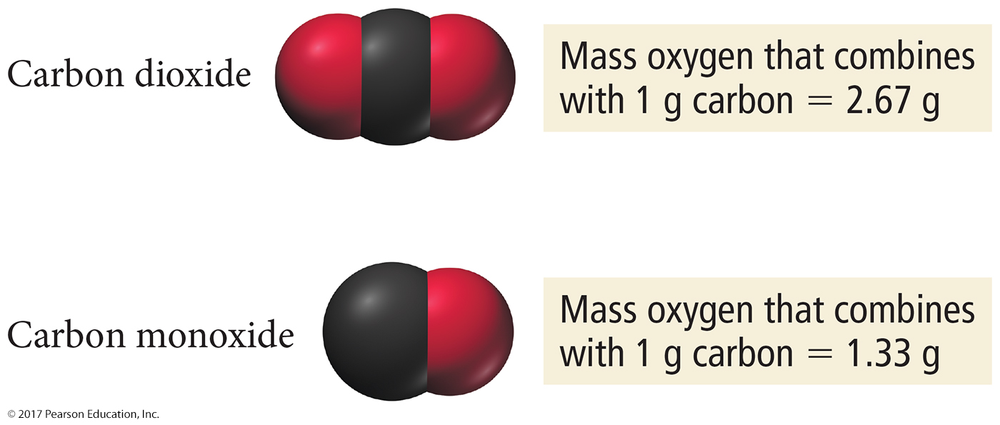 Carbon dioxide
Mass oxygen that combines
with 1 g carbon = 2.67 g
Carbon monoxide
Mass oxygen that combines
with 1 g carbon = 1.33 g
© 2017 Pearson Education, Inc.